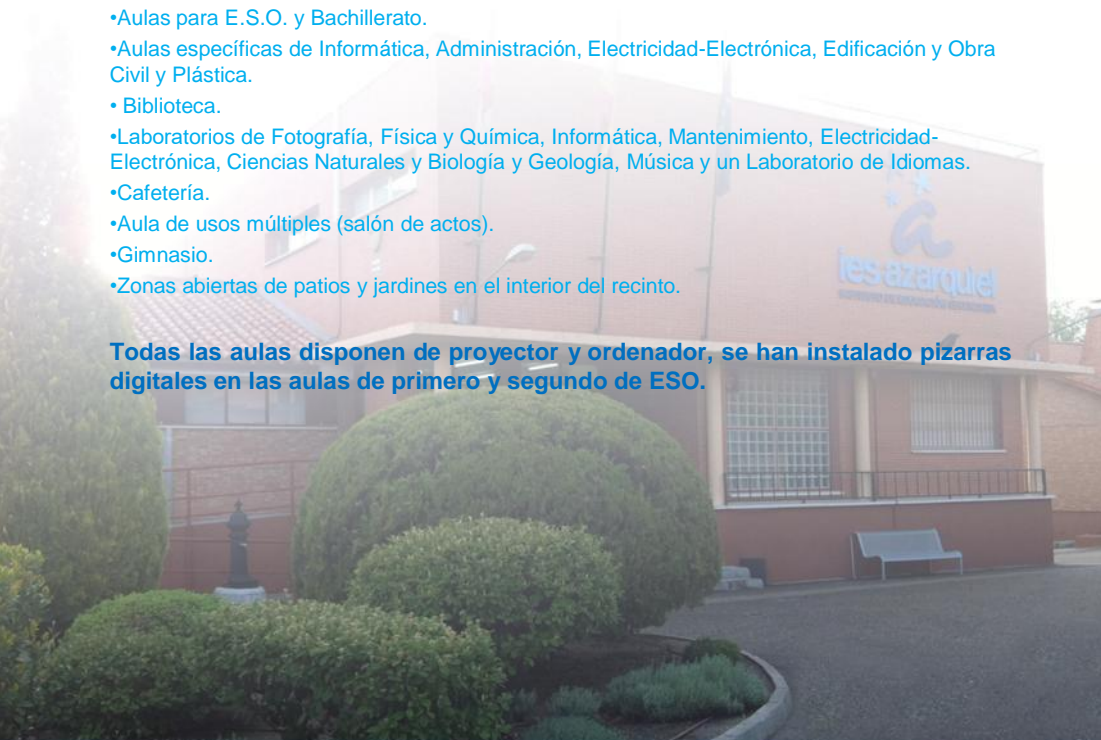 •Aulas para E.S.O. y Bachillerato.
•Aulas específicas de Informática, Administración, Electricidad-Electrónica, Edificación y Obra
Civil y Plástica.
• Biblioteca.
•Laboratorios de Fotografía, Física y Química, Informática, Mantenimiento, Electricidad-
Electrónica, Ciencias Naturales y Biología y Geología, Música y un Laboratorio de Idiomas.
•Cafetería.
•Aula de usos múltiples (salón de actos).
•Gimnasio.
•Zonas abiertas de patios y jardines en el interior del recinto.
Todas las aulas disponen de proyector y ordenador, se han instalado pizarras
digitales en las aulas de primero y segundo de ESO.
a
ies azarquiel